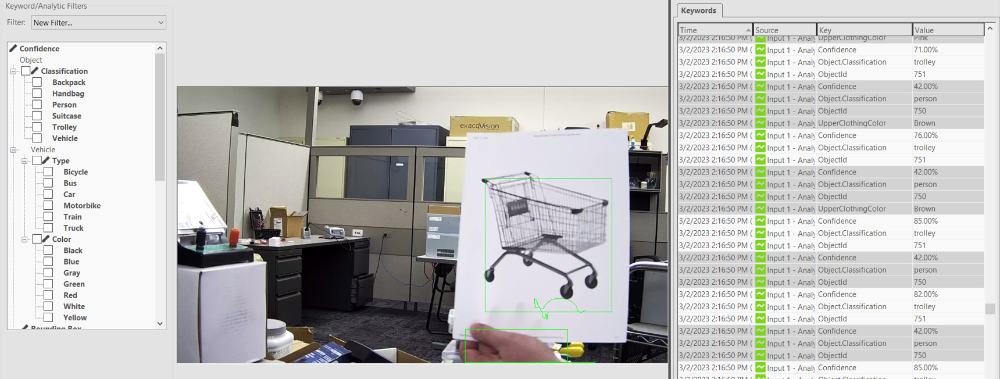 Keyword/Analytic Filters
Filter: New Filter...
Confidence
Object
Classification
Backpack
Handbag
Person
Suitcase
Trolley
Vehicle
Vehicle
Type
Bicycle
Bus
Car
Motorbike
Train
Truck
Color
Black
Blue
Gray
Green
Red
White
Yellow
Bounding Box
exacqVision
Keywords
Time Source Key Value
3/2/2023 2:16:50 PM ( Input 1 - Analy UpperClothingColor Pink
3/2/2023 2:16:50 PM ( Input 1 - Analy Confidence 71.00%
3/2/2023 2:16:50 PM ( Input 1 - Analy Object.Classification trolley
3/2/2023 2:16:50 PM ( Input 1 - Analy ObjectId 751
3/2/2023 2:16:50 PM ( Input 1 - Analy Confidence 42.00%
3/2/2023 2:16:50 PM ( Input 1 - Analy Object.Classification person
3/2/2023 2:16:50 PM ( Input 1 - Analy ObjectId 750
3/2/2023 2:16:50 PM ( Input 1 - Analy UpperClothingColor Brown
3/2/2023 2:16:50 PM ( Input 1 - Analy Confidence 76.00%
3/2/2023 2:16:50 PM ( Input 1 - Analy Object.Classification trolley
3/2/2023 2:16:50 PM ( Input 1 - Analy ObjectId 751
3/2/2023 2:16:50 PM ( Input 1 - Analy Confidence 42.00%
3/2/2023 2:16:50 PM ( Input 1 - Analy Object.Classification person
3/2/2023 2:16:50 PM ( Input 1 - Analy ObjectId 750
3/2/2023 2:16:50 PM ( Input 1 - Analy UpperClothingColor Brown
3/2/2023 2:16:50 PM ( Input 1 - Analy Confidence 85.00%
3/2/2023 2:16:50 PM ( Input 1 - Analy Object.Classification trolley
3/2/2023 2:16:50 PM ( Input 1 - Analy ObjectId 751
3/2/2023 2:16:50 PM ( Input 1 - Analy Confidence 42.00%
3/2/2023 2:16:50 PM ( Input 1 - Analy Object.Classification person
3/2/2023 2:16:50 PM ( Input 1 - Analy ObjectId 750
3/2/2023 2:16:50 PM ( Input 1 - Analy Confidence 82.00%
3/2/2023 2:16:50 PM ( Input 1 - Analy Object.Classification trolley
3/2/2023 2:16:50 PM ( Input 1 - Analy ObjectId 751
3/2/2023 2:16:50 PM ( Input 1 - Analy Confidence 42.00%
3/2/2023 2:16:50 PM ( Input 1 - Analy Object.Classification person
3/2/2023 2:16:50 PM ( Input 1 - Analy ObjectId 750
3/2/2023 2:16:50 PM ( Input 1 - Analy Confidence 85.00%
3/2/2023 2:16:50 PM ( Input 1 - Analy Object.Classification trolley